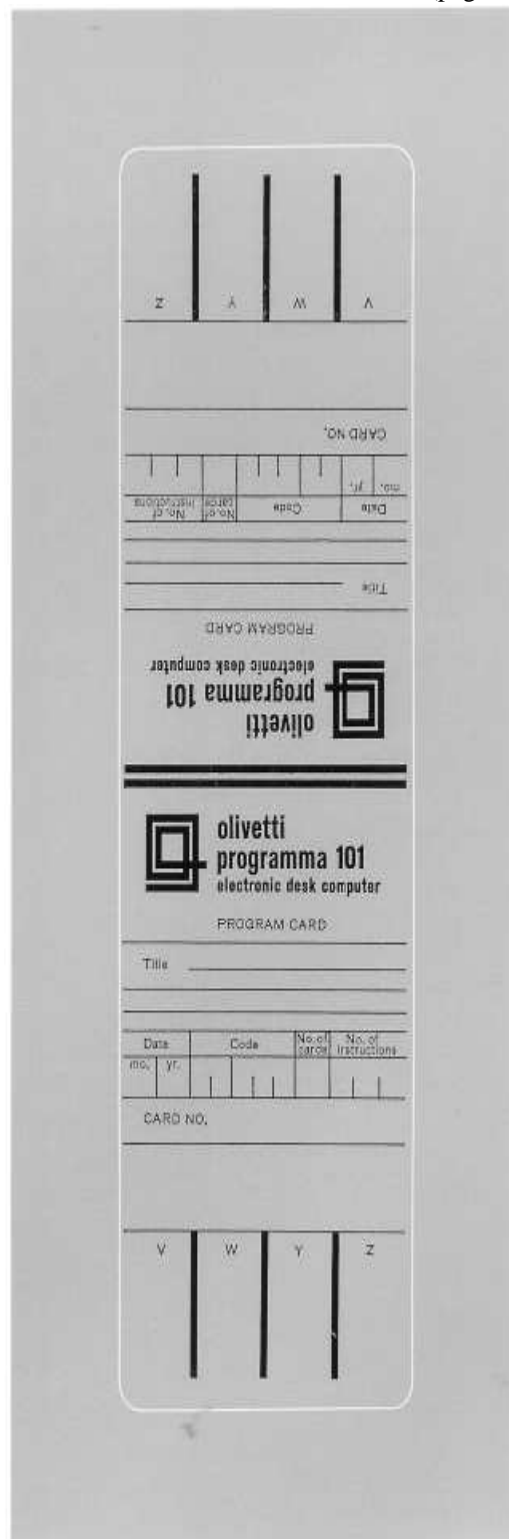 Z Y W V
CARD NO.
mo. yr.
Date Code No. of cards No. of instructions
Title
PROGRAM CARD
electronic desk computer
programma 101
olivetti
olivetti
programma 101
electronic desk computer
PROGRAM CARD
Title
Date Code No. of cards No. of instructions
mo. yr.
CARD NO.
V W Y Z